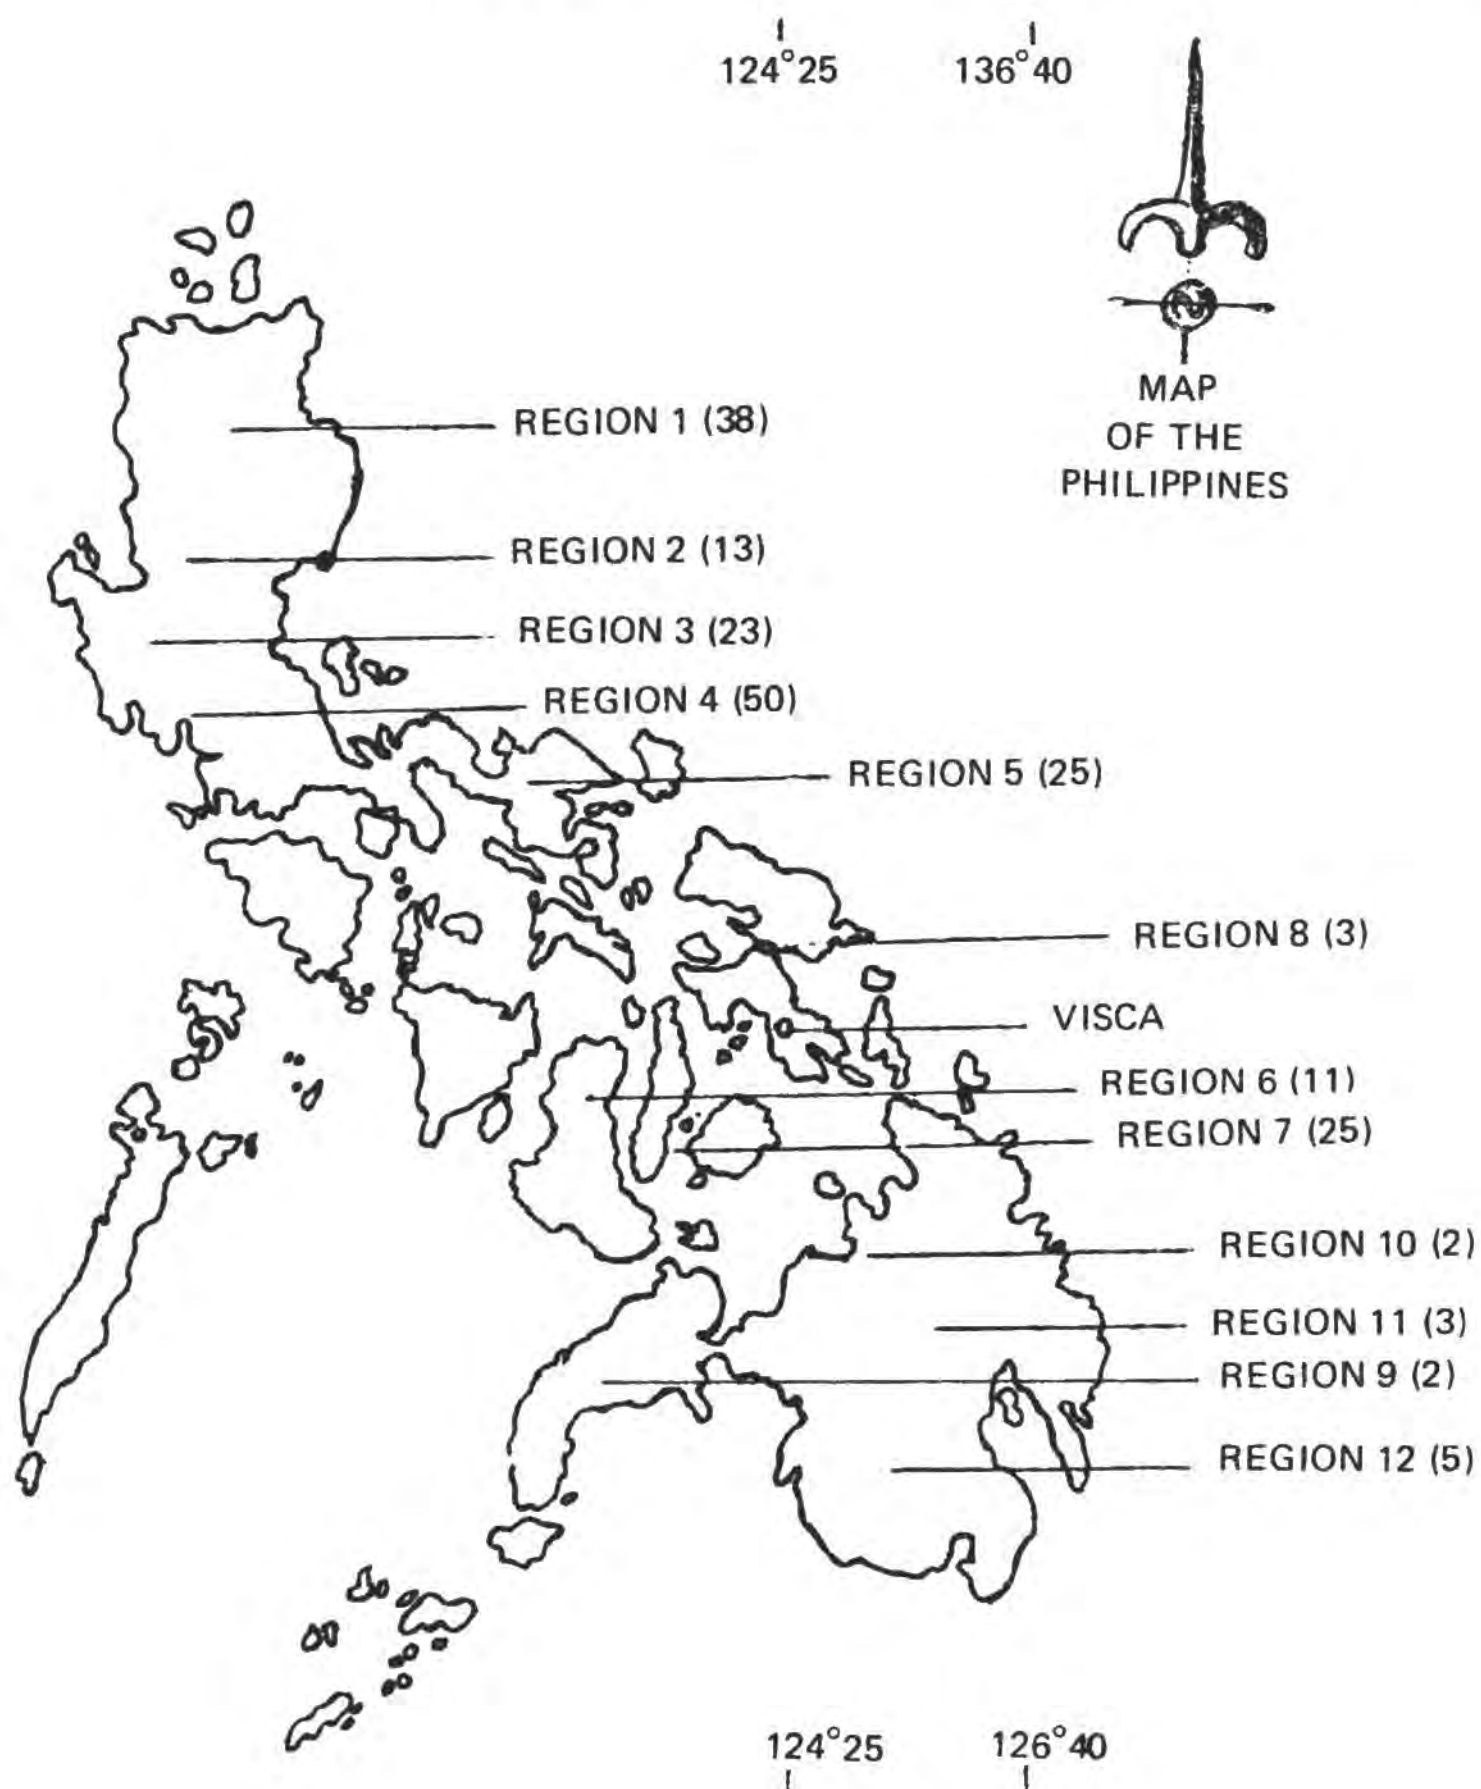 124°25 136°40
MAP
OF THE
PHILIPPINES
REGION 1 (38)
REGION 2 (13)
REGION 3 (23)
REGION 4 (50)
REGION 5 (25)
REGION 8 (3)
VISCA
REGION 6 (11)
REGION 7 (25)
REGION 10 (2)
REGION 11 (3)
REGION 9 (2)
REGION 12 (5)
124°25 126°40